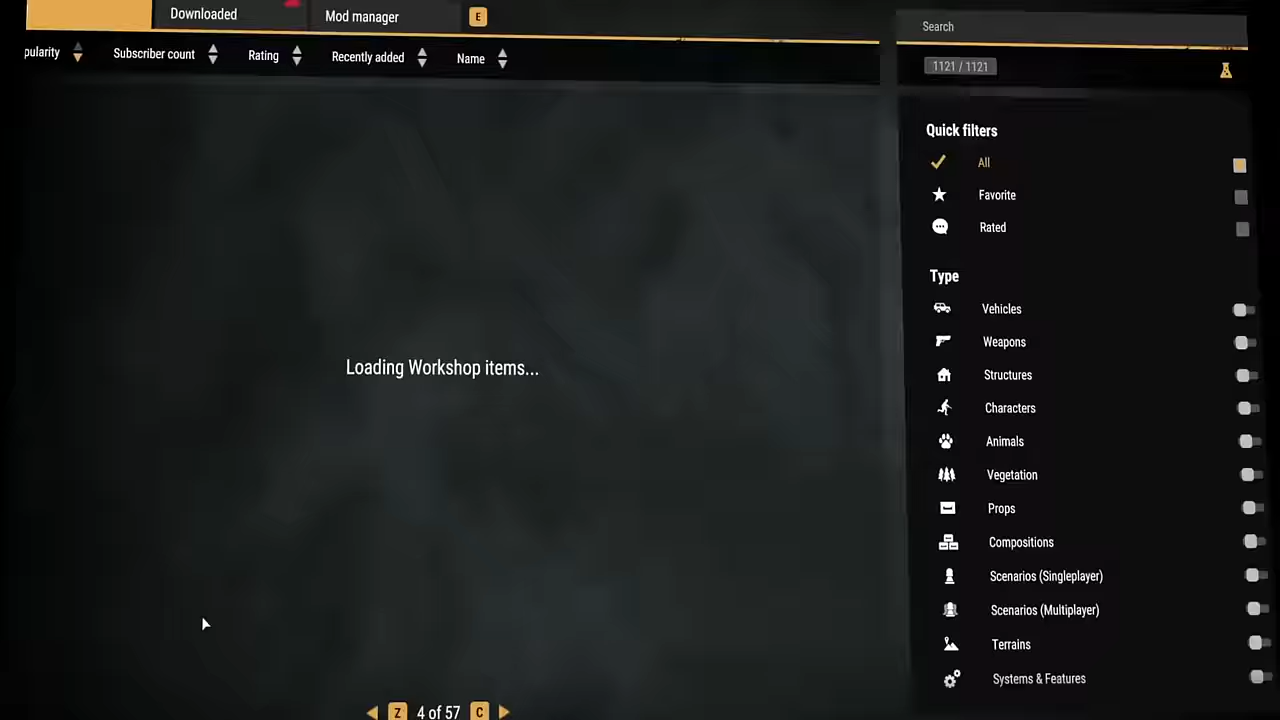 Downloaded
Mod manager
E
pularity
Subscriber count
Rating
Recently added
Name
Loading Workshop items...
Z 4 of 57 C
Search
1121 / 1121
Quick filters
All
Favorite
Rated
Type
Vehicles
Weapons
Structures
Characters
Animals
Vegetation
Props
Compositions
Scenarios (Singleplayer)
Scenarios (Multiplayer)
Terrains
Systems & Features